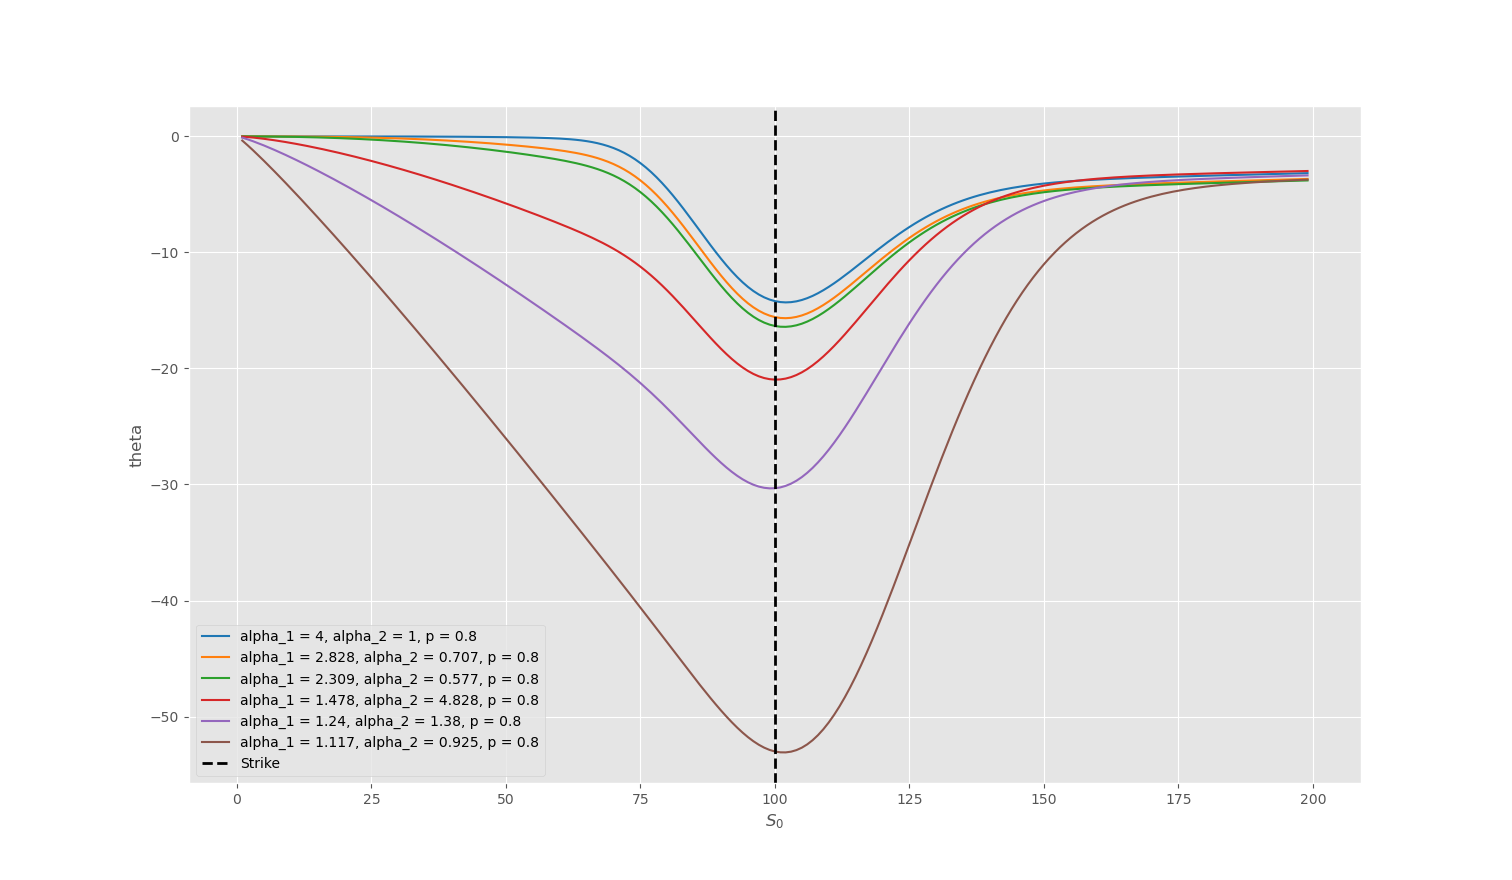 0
−10
−20
−30
−40
−50
theta
alpha_1 = 4, alpha_2 = 1, p = 0.8
alpha_1 = 2.828, alpha_2 = 0.707, p = 0.8
alpha_1 = 2.309, alpha_2 = 0.577, p = 0.8
alpha_1 = 1.478, alpha_2 = 4.828, p = 0.8
alpha_1 = 1.24, alpha_2 = 1.38, p = 0.8
alpha_1 = 1.117, alpha_2 = 0.925, p = 0.8
Strike
0 25 50 75 100 125 150 175 200
S₀